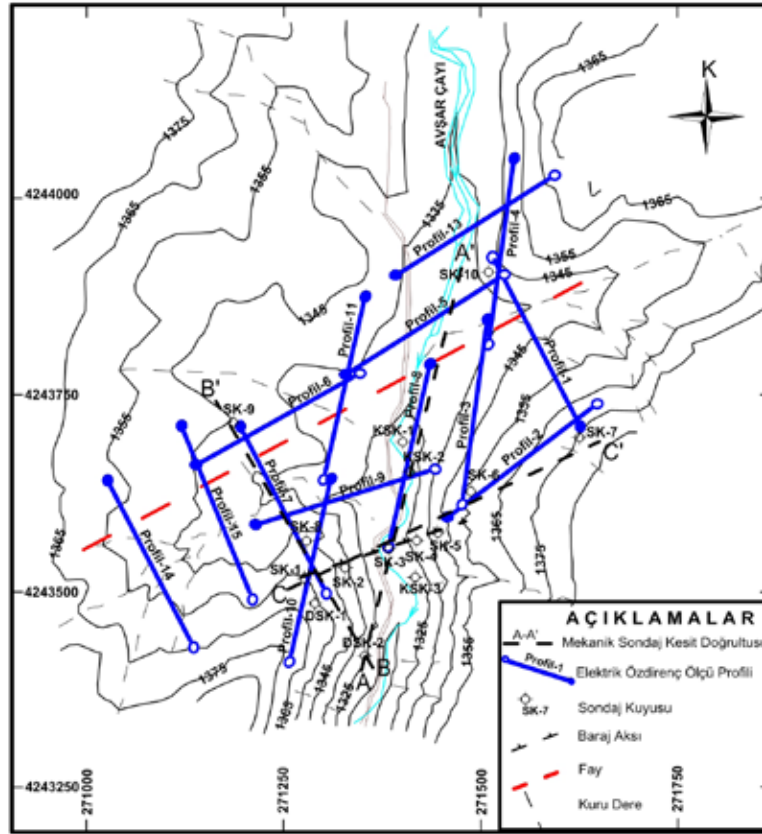 K
AVŞAR ÇAYI
1375
1355
1335
1365
1365
4244000
Profil-4
Profil-13
A'
SK-10
1355
1345
1345
Profil-11
Profil-5
4243750
B'
SK-9
Profil-6
Profil-8
1345
Profil-1
KSK-1
Profil-3
1355
1355
KSK-2
Profil-2
SK-7
C'
Profil-7
Profil-9
SK-6
1365
1365
Profil-15
SK-8
SK-5
SK-4
1375
Profil-14
SK-1
SK-3
SK-2
4243500
C
KSK-3
DSK-1
Profil-10
DSK-2
1325
1375
1345
1355
1365
1325
A
B
4243250
271000
271250
271500
271750
AÇIKLAMALAR
A-A'
Mekanik Sondaj Kesit Doğrultusu
Profil-1
Elektrik Özdirenç Ölçü Profili
SK-7
Sondaj Kuyusu
Baraj Aksı
Fay
Kuru Dere